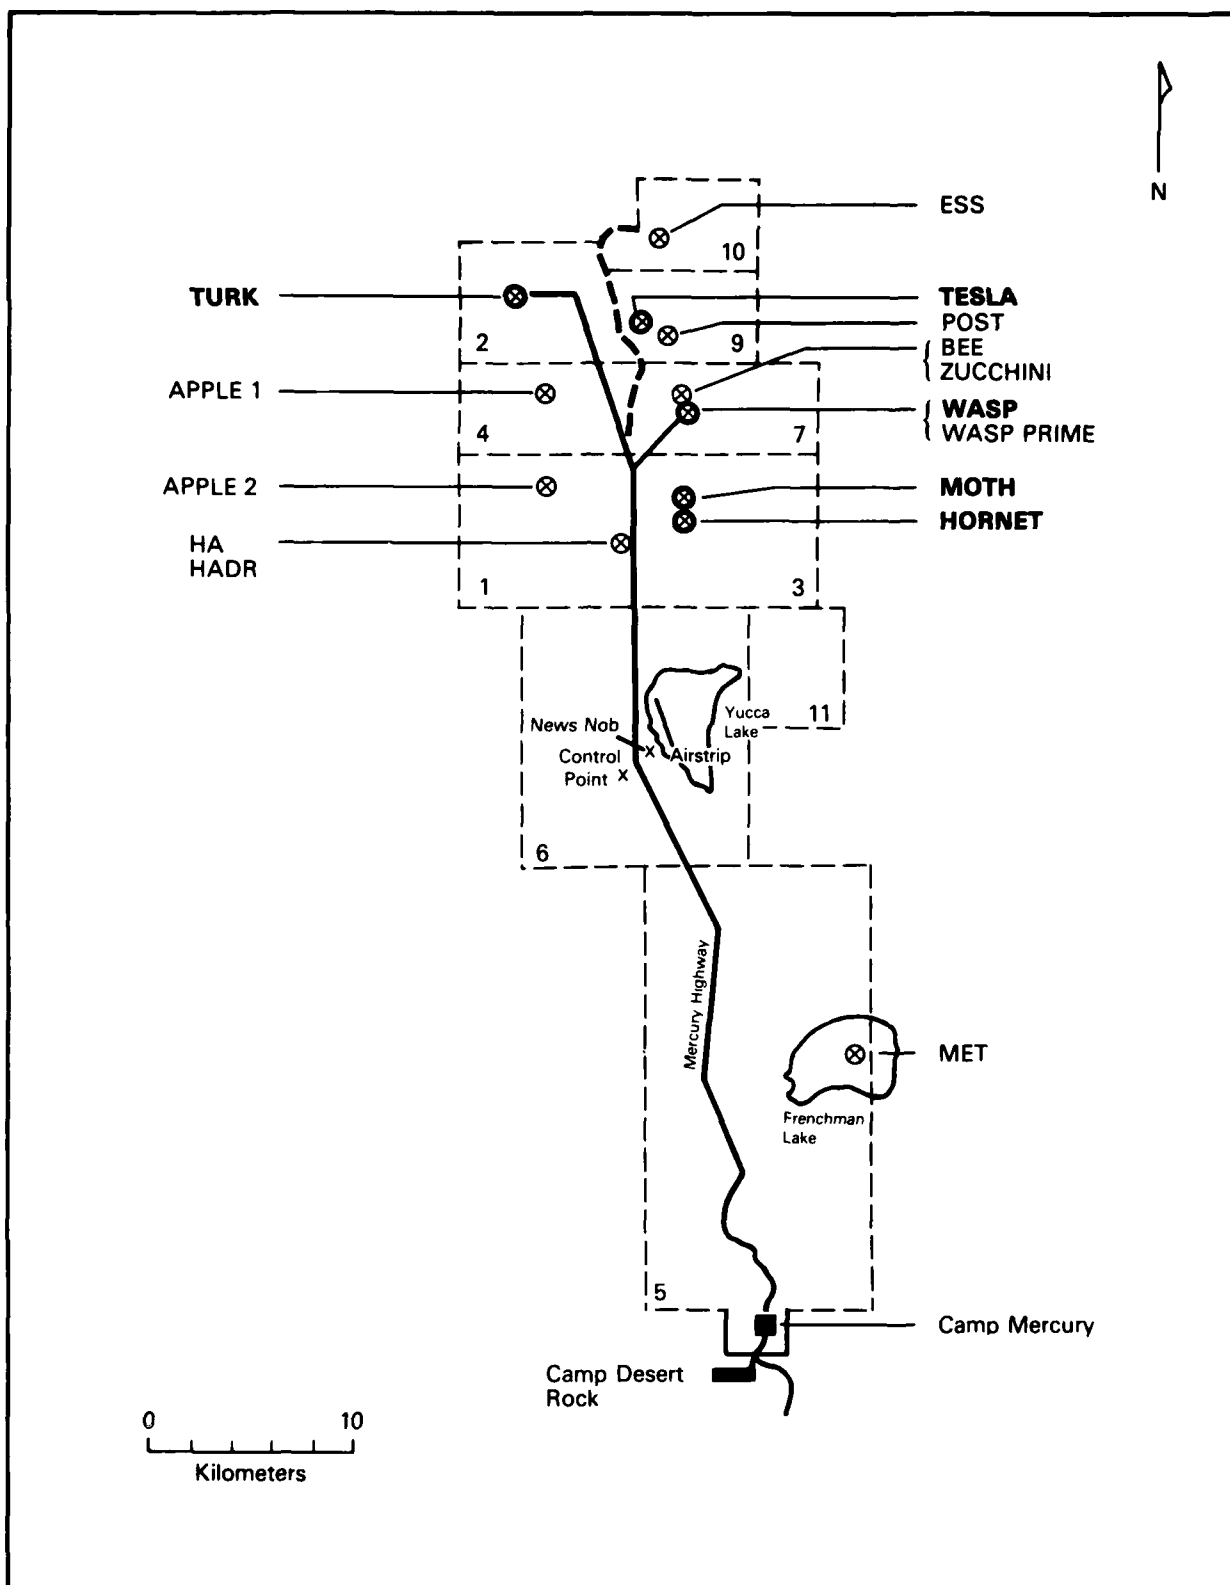 N
ESS
10
TURK
TESLA
POST
2
9
BEE
ZUCCHINI
APPLE 1
WASP
WASP PRIME
4
7
APPLE 2
MOTH
HORNET
HA
HADR
1
3
Yucca
Lake
11
News Nob
Airstrip
Control
Point
x
x
6
Mercury Highway
MET
Frenchman
Lake
5
Camp Mercury
Camp Desert
Rock
0
10
Kilometers